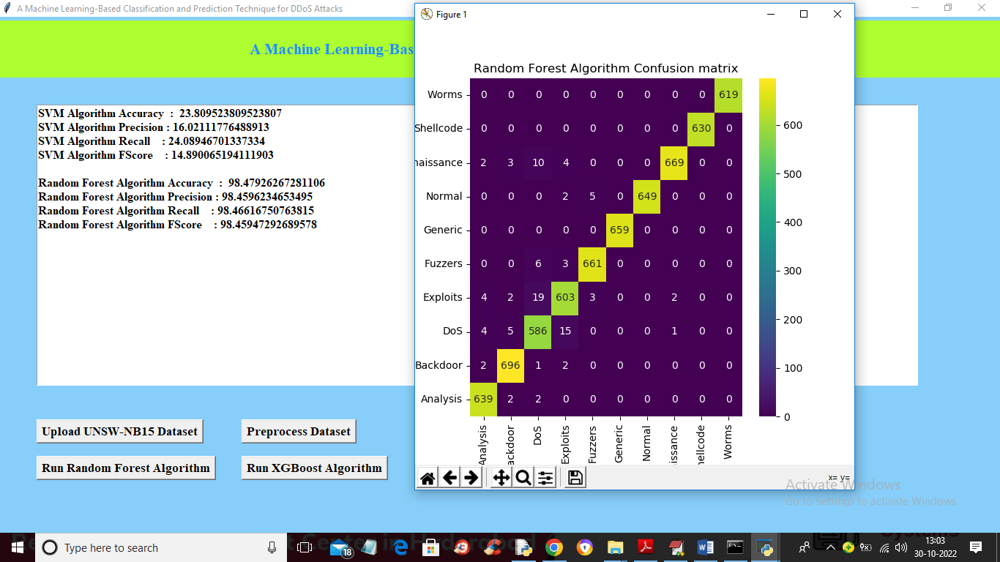 A Machine Learning-Based Classification and Prediction Technique for DDoS Attacks
Figure 1
A Machine Learning-Bas
SVM Algorithm Accuracy : 23.809523809523807
SVM Algorithm Precision : 16.02111776488913
SVM Algorithm Recall : 24.08946701337334
SVM Algorithm FScore : 14.890065194111903
Random Forest Algorithm Accuracy : 98.47926267281106
Random Forest Algorithm Precision : 98.4596234653495
Random Forest Algorithm Recall : 98.46616750763815
Random Forest Algorithm FScore : 98.45947292689578
Random Forest Algorithm Confusion matrix
Worms 0 0 0 0 0 0 0 0 0 619
Shellcode 0 0 0 0 0 0 0 0 630 0
naissance 2 3 10 4 0 0 0 669 0 0
Normal 0 0 0 2 5 0 649 0 0 0
Generic 0 0 0 0 0 659 0 0 0 0
Fuzzers 0 0 6 3 661 0 0 0 0 0
Exploits 4 2 19 603 3 0 0 2 0 0
DoS 4 5 586 15 0 0 0 1 0 0
Backdoor 2 696 1 2 0 0 0 0 0 0
Analysis 639 2 2 0 0 0 0 0 0 0
Analysis ackdoor DoS Exploits Fuzzers Generic Normal issance hellcode Worms
600
500
400
300
200
100
0
Upload UNSW-NB15 Dataset
Preprocess Dataset
Run Random Forest Algorithm
Run XGBoost Algorithm
x= y=
Activate Windows
Go to Settings to activate Windows.
Type here to search
18
13:03
30-10-2022